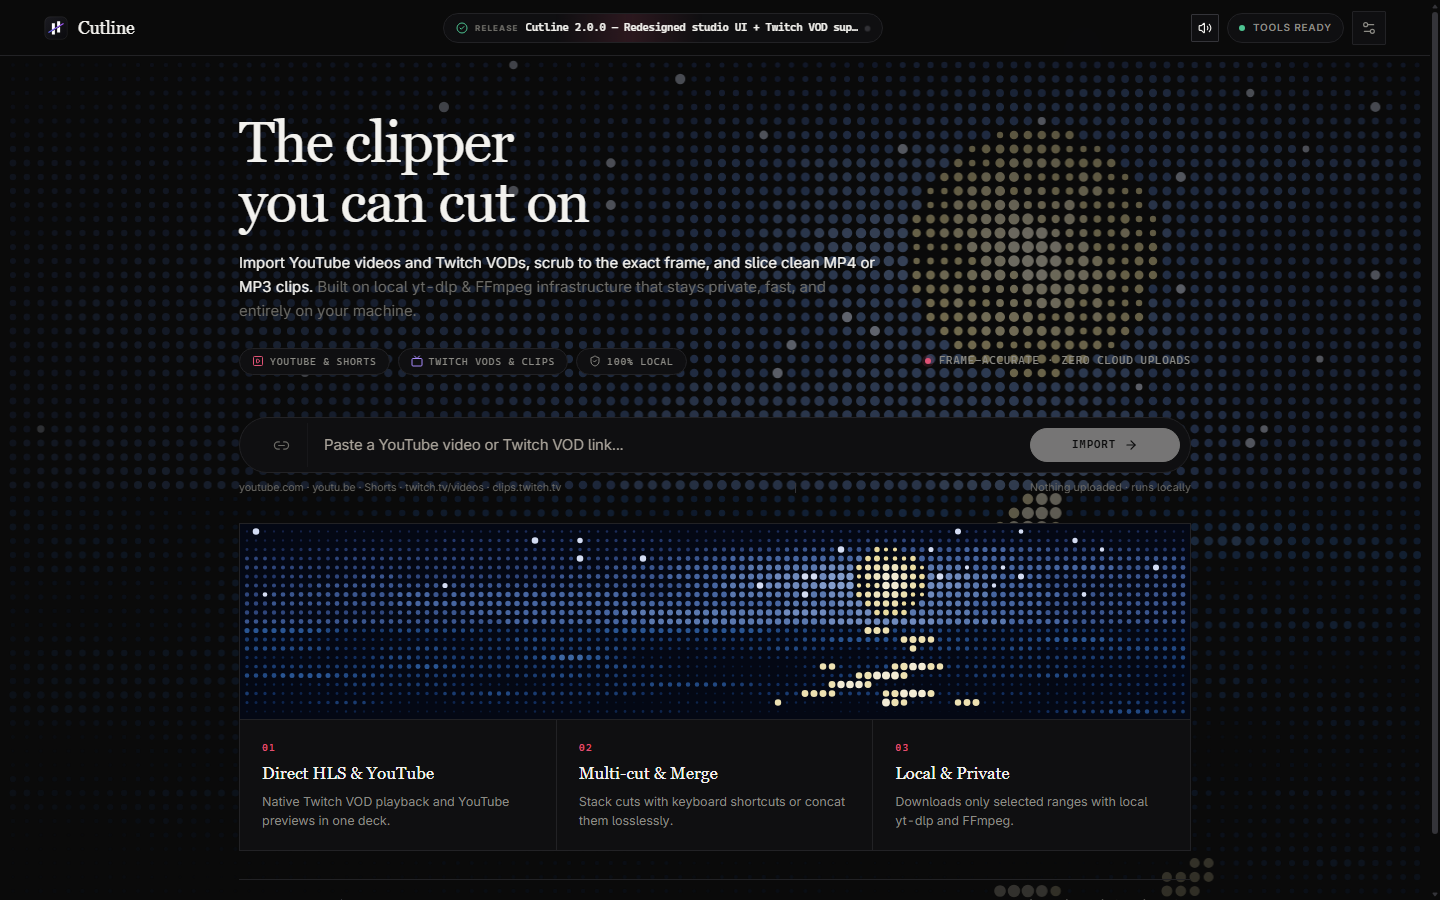 Cutline
RELEASE Cutline 2.0.0 — Redesigned studio UI + Twitch VOD sup…
TOOLS READY
The clipper
you can cut on
Import YouTube videos and Twitch VODs, scrub to the exact frame, and slice clean MP4 or
MP3 clips. Built on local yt-dlp & FFmpeg infrastructure that stays private, fast, and
entirely on your machine.
YOUTUBE & SHORTS
TWITCH VODS & CLIPS
100% LOCAL
FRAME-ACCURATE · ZERO CLOUD UPLOADS
Paste a YouTube video or Twitch VOD link...
IMPORT
youtube.com · youtu.be · Shorts · twitch.tv/videos · clips.twitch.tv
Nothing uploaded · runs locally
01
Direct HLS & YouTube
Native Twitch VOD playback and YouTube
previews in one deck.
02
Multi-cut & Merge
Stack cuts with keyboard shortcuts or concat
them losslessly.
03
Local & Private
Downloads only selected ranges with local
yt-dlp and FFmpeg.